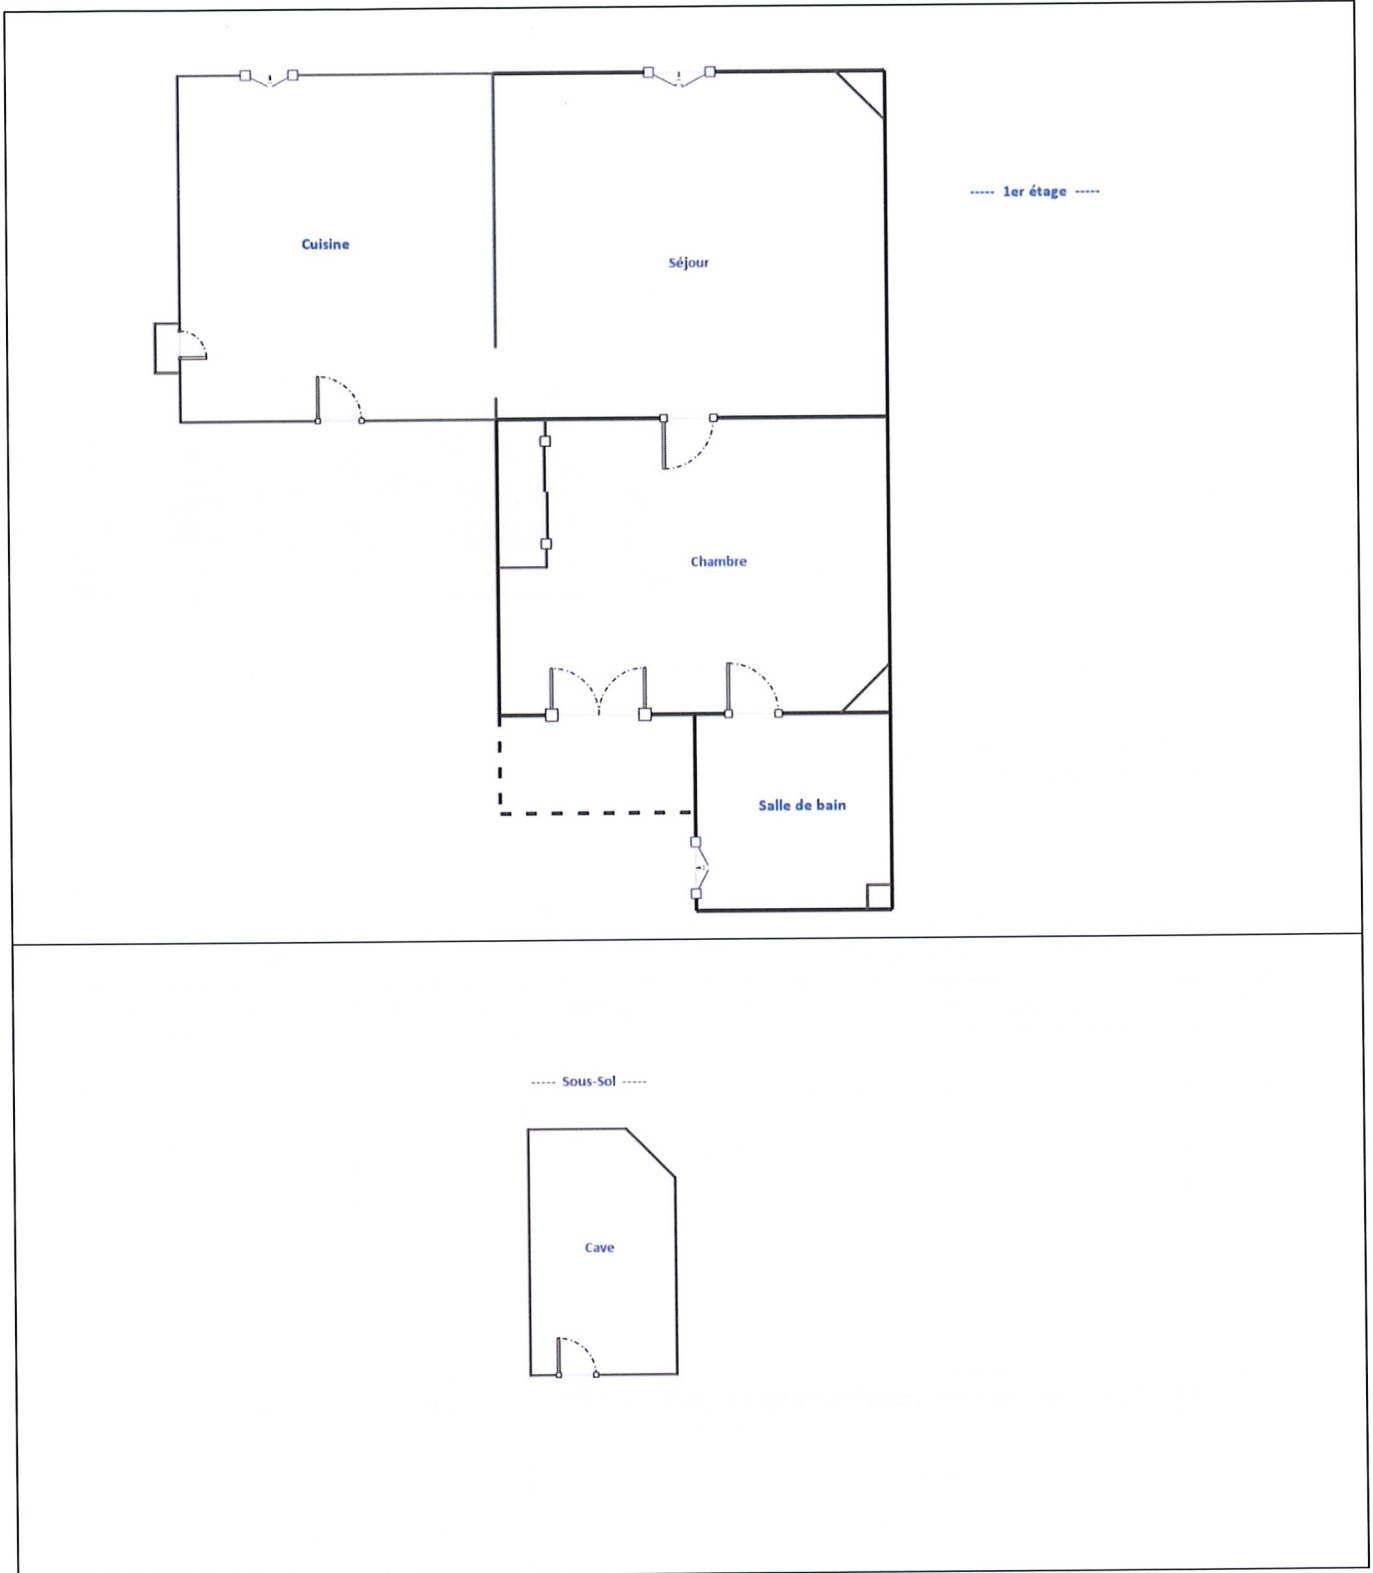 ----- 1er étage -----
Cuisine
Séjour
Chambre
Salle de bain
----- Sous-Sol -----
Cave